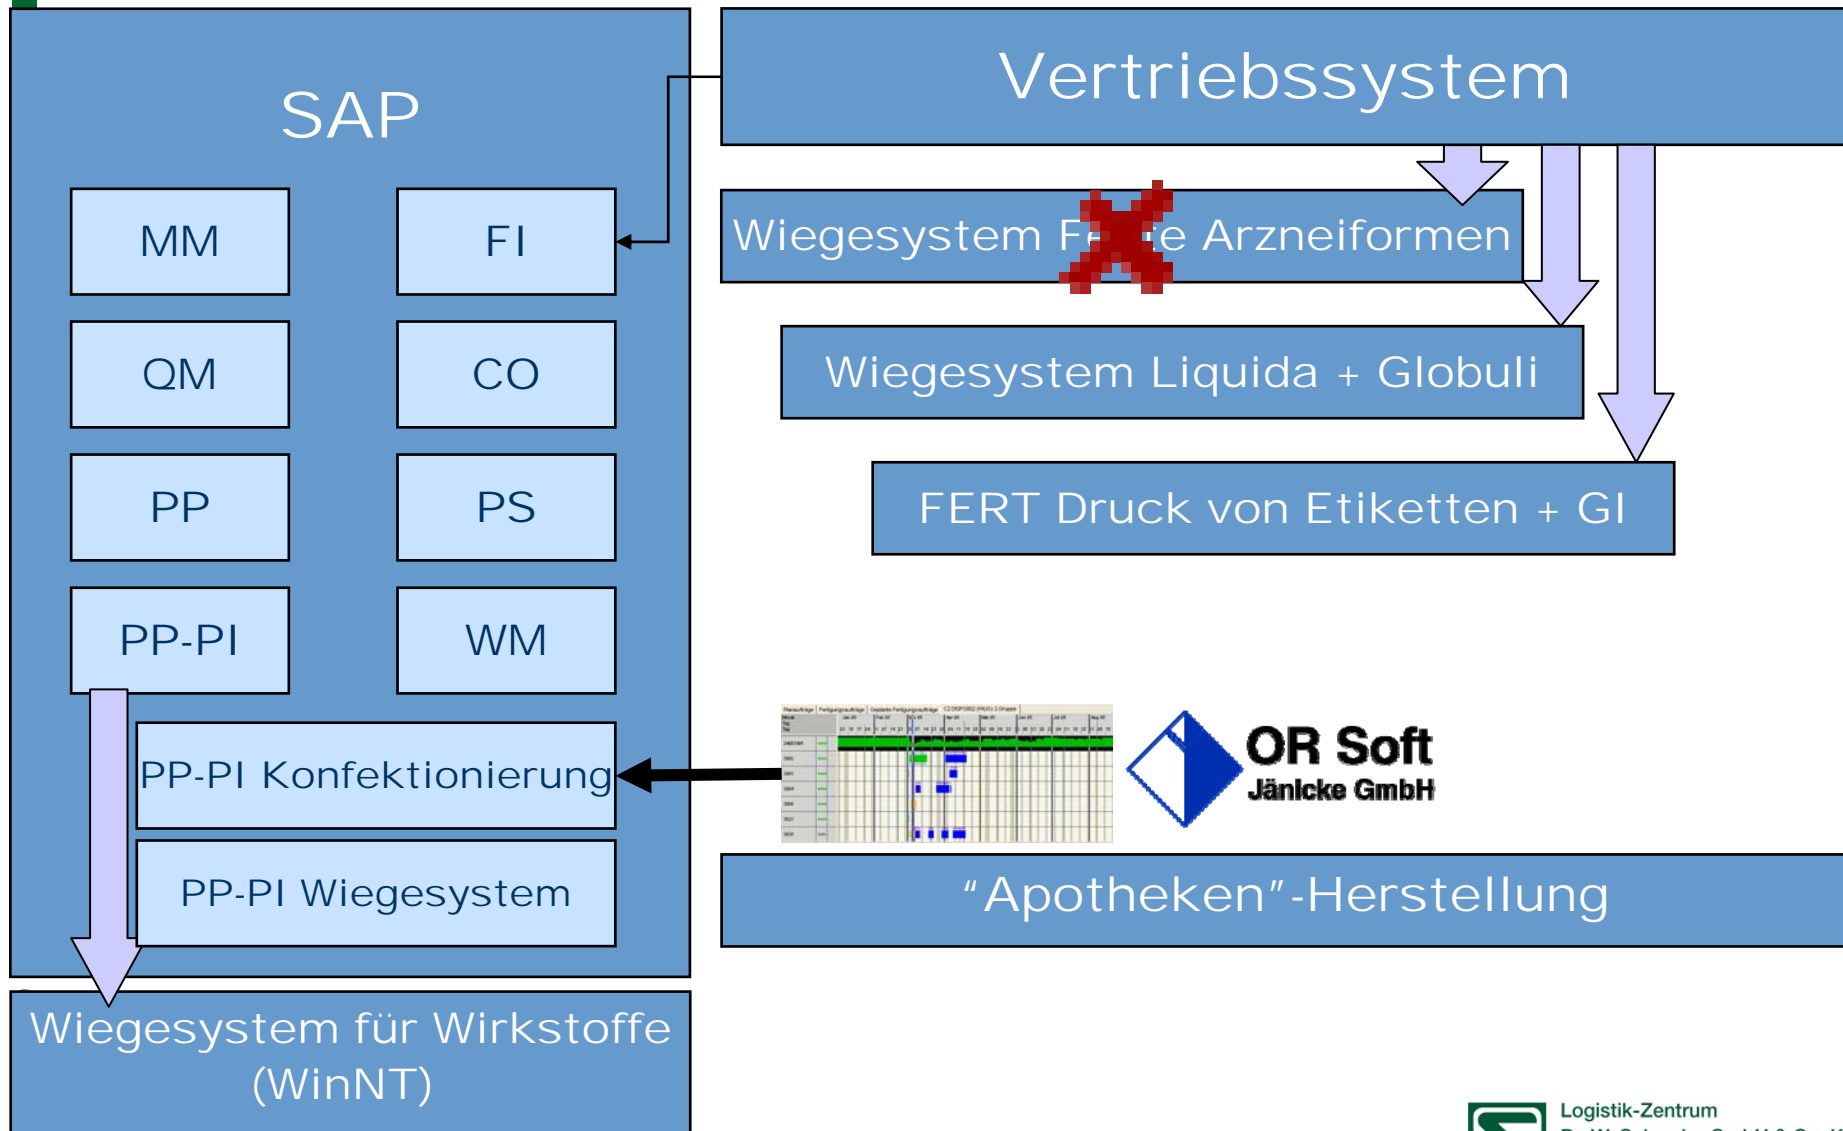 SAP
MM
FI
QM
CO
PP
PS
PP-PI
WM
PP-PI Konfektionierung
PP-PI Wiegesystem
Wiegesystem für Wirkstoffe
(WinNT)
Vertriebssystem
Wiegesystem Arzneiformen
Wiegesystem Liquida + Globuli
FERT Druck von Etiketten + GI
OR Soft
Jänicke GmbH
“Apotheken”-Herstellung
Logistik-Zentrum